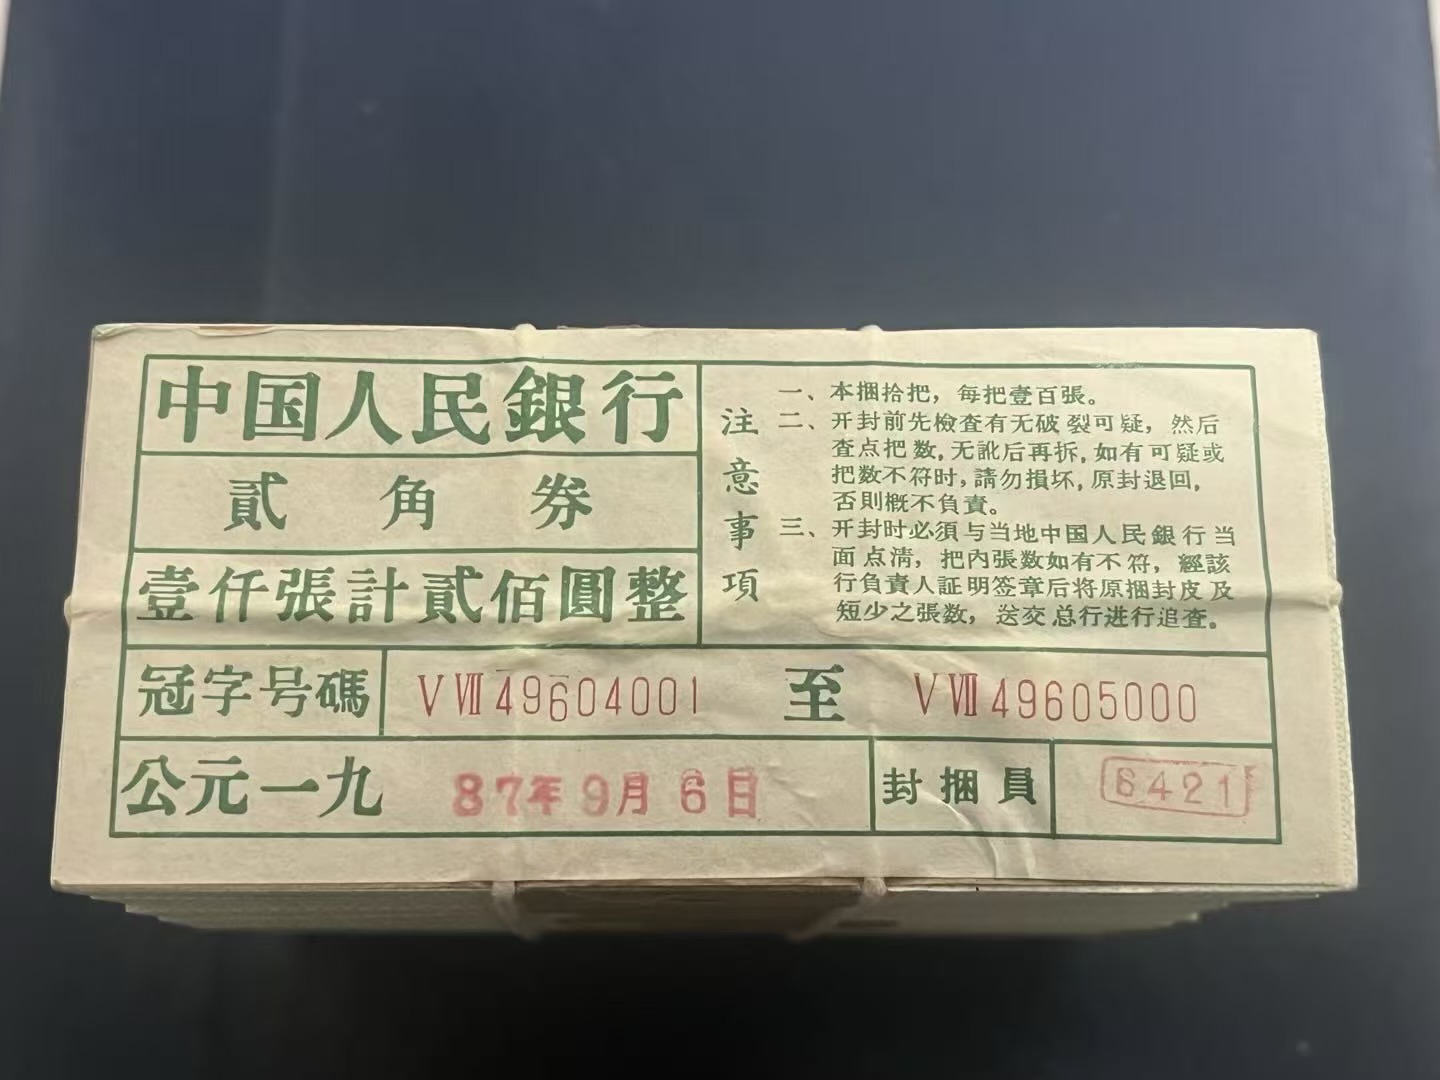 中国人民銀行
貳角券
壹仟張計貳佰圓整
注意事項
一、本捆拾把，每把壹百張。
二、开封前先檢査有无破裂可疑，然后
査点把数，无訛后再拆，如有可疑或
把数不符时，請勿損坏，原封退回，
否則概不負責。
三、开封时必須与当地中国人民銀行当
面点淸，把內張数如有不符，經該
行負責人証明签章后将原捆封皮及
短少之張数，送交总行进行追査。
冠字号碼 V VII 49604001 至 V VII 49605000
公元一九87年9月6日 封捆員 6421